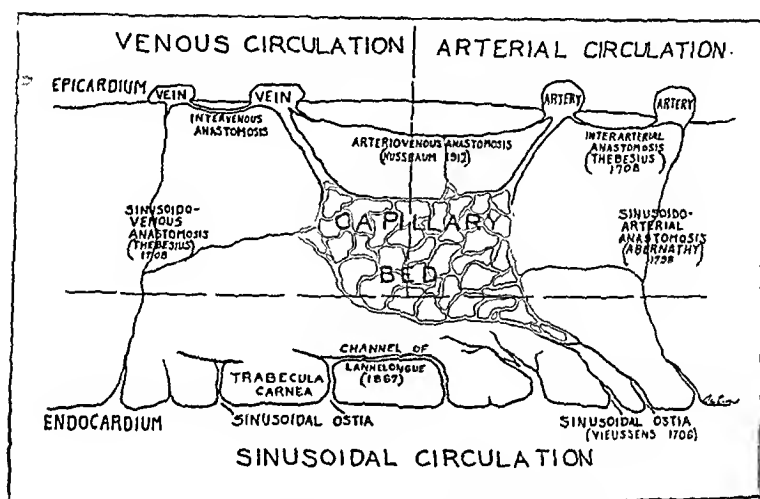 VENOUS CIRCULATION
ARTERIAL CIRCULATION.
EPICARDIUM
VEIN
VEIN
ARTERY
ARTERY
INTERVENOUS
ANASTOMOSIS
ARTERIOVENOUS ANASTOMOSIS
(NUSSBAUM 1912)
INTERARTERIAL
ANASTOMOSIS
(THEBESIUS)
1708
SINUSOIDO-
VENOUS
ANASTOMOSIS
(THEBESIUS)
1708
CAPILLARY
BED
SINUSOIDO-
ARTERIAL
ANASTOMOSIS
(ABERNATHY)
1798
CHANNEL OF
LANNELONGUE
(1867)
TRABECULA
CARNEA
ENDOCARDIUM
SINUSOIDAL OSTIA
SINUSOIDAL OSTIA
(VIEUSSENS 1706)
SINUSOIDAL CIRCULATION